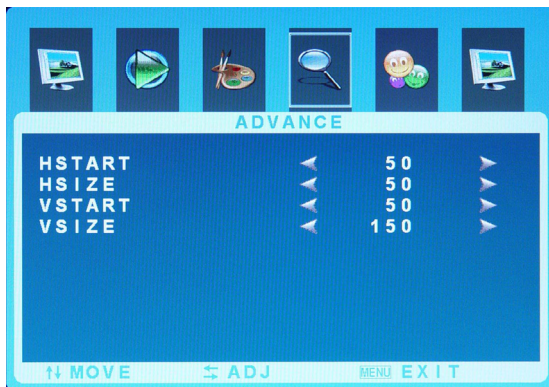 ADVANCE
HSTART 50
HSIZE 50
VSTART 50
VSIZE 150
MOVE ADJ MENU EXIT